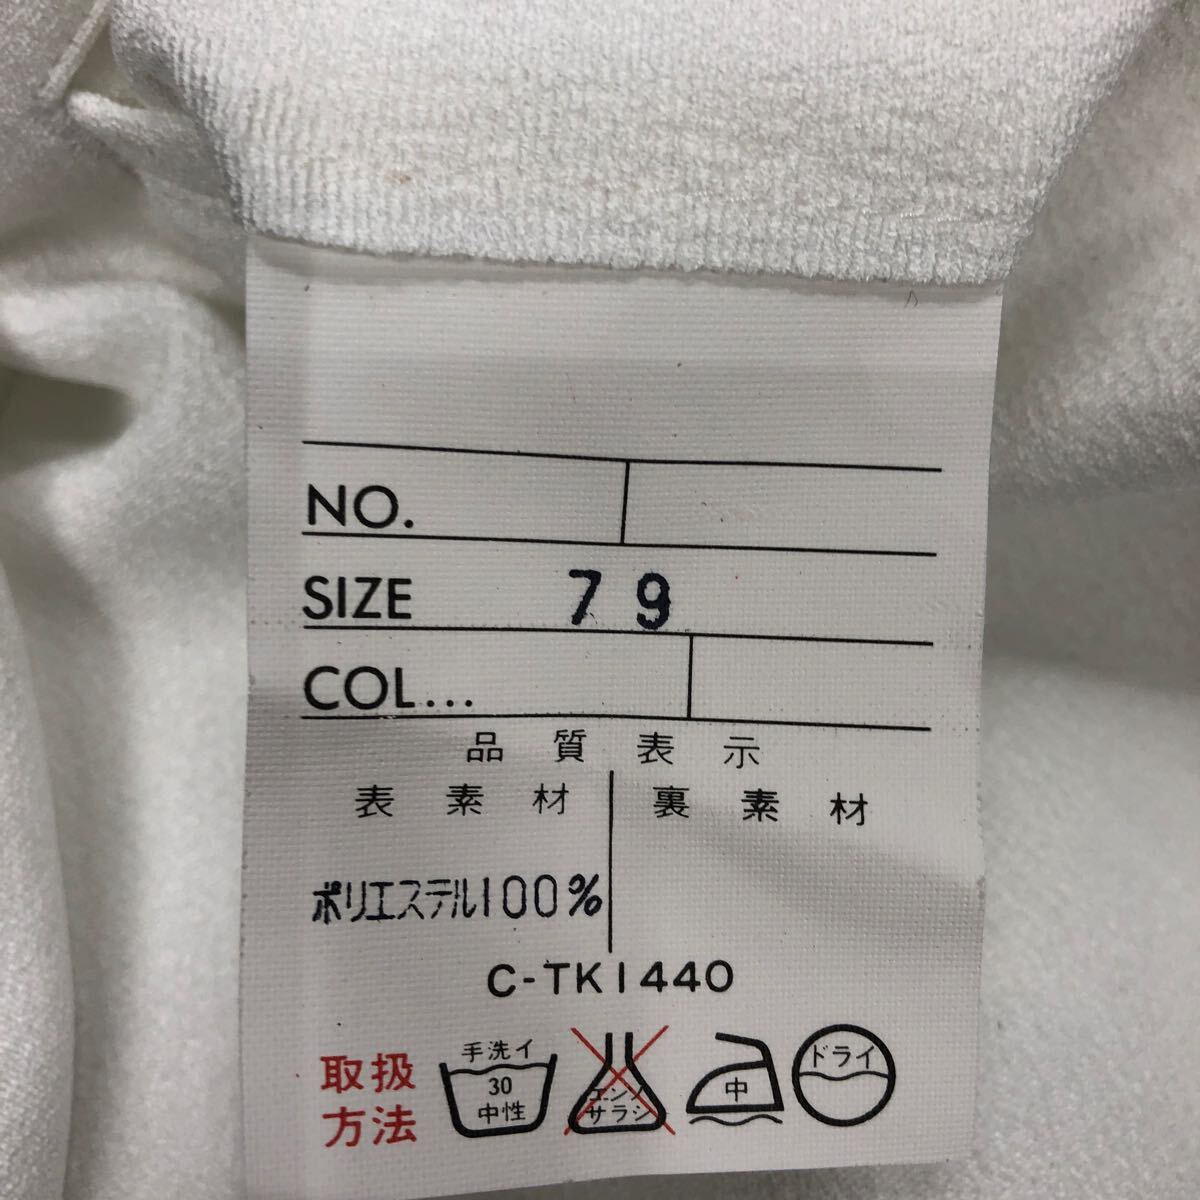 NO.
SIZE 79
COL...
品質表示
表素材 裏素材
ポリエステル100%
C-TK1440
取扱方法
手洗イ
30
中性
エンソ
サラシ
中
ドライ